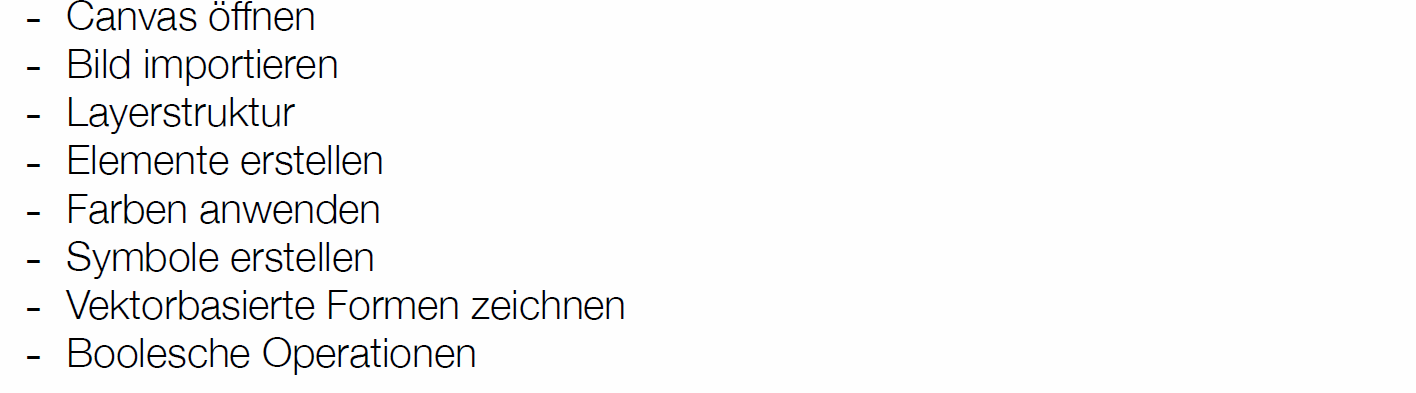 - Canvas öffnen
- Bild importieren
- Layerstruktur
- Elemente erstellen
- Farben anwenden
- Symbole erstellen
- Vektorbasierte Formen zeichnen
- Boolesche Operationen